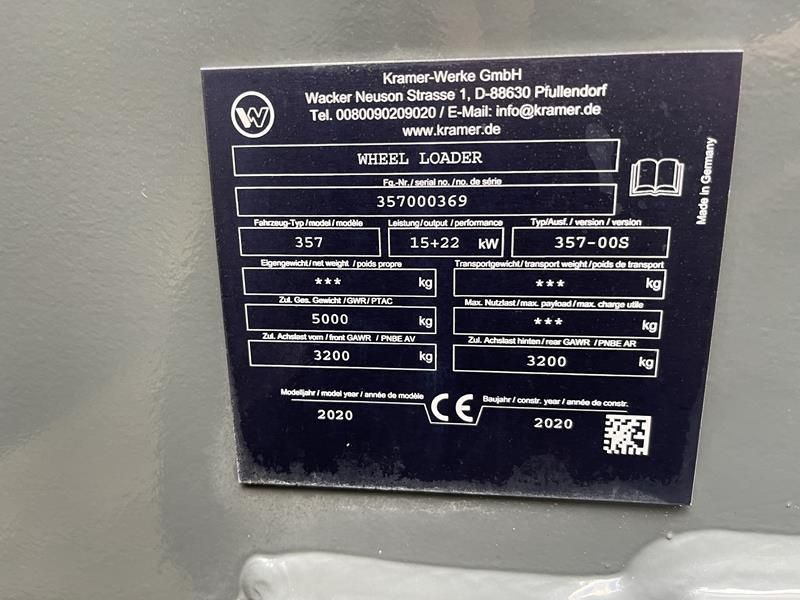 Kramer-Werke GmbH
Wacker Neuson Strasse 1, D-88630 Pfullendorf
Tel. 0080090209020 / E-Mail: info@kramer.de
www.kramer.de
W
WHEEL LOADER
Made in Germany
Fg.-Nr./ serial no./ no. de série
357000369
Fahrzeug-Typ / model / modèle Leistung / output / performance Typ/Ausf. / version / version
357 15+22 kW 357-00S
Eigengewicht / net weight / poids propre Transportgewicht / transport weight / poids de transport
*** kg *** kg
Zul. Ges. Gewicht / GWR/ PTAC Max. Nutzlast / max. payload / max. charge utile
5000 kg *** kg
Zul. Achslast vorn / front GAWR / PNBE AV Zul. Achslast hinten / rear GAWR / PNBE AR
3200 kg 3200 kg
Modelljahr / model year / année de modèle CE Baujahr / constr. year / année de constr.
2020 2020